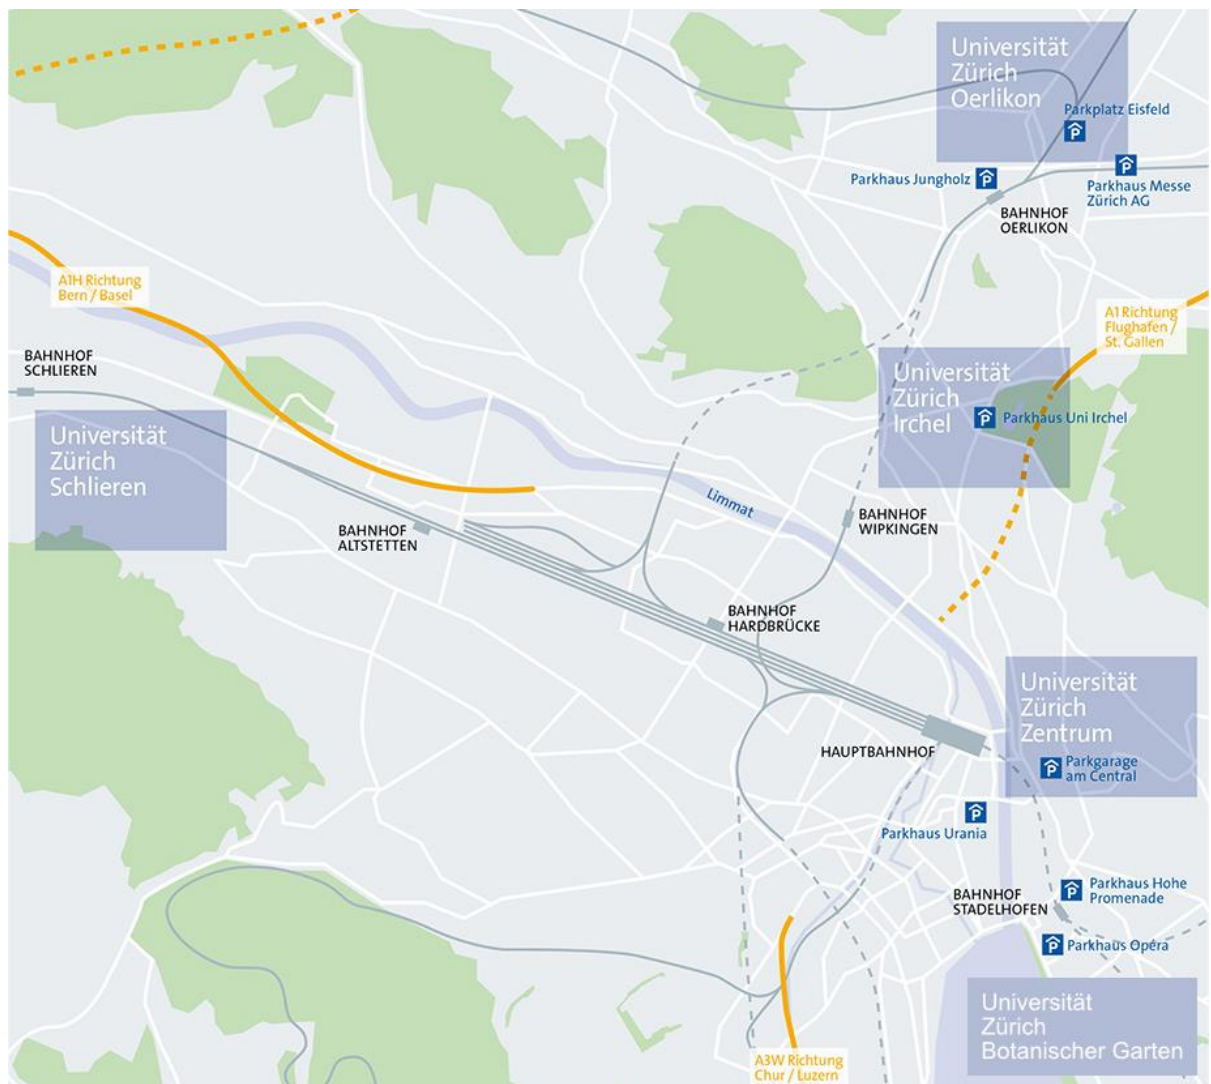 Universität
Zürich
Oerlikon
Parkplatz Eisfeld
P
Parkhaus Jungholz
P
P
Parkhaus Messe
Zürich AG
BAHNHOF
OERLIKON
A1H Richtung
Bern / Basel
A1 Richtung
Flughafen /
St. Gallen
BAHNHOF
SCHLIEREN
Universität
Zürich
Irchel
P
Parkhaus Uni Irchel
Universität
Zürich
Schlieren
Limmat
BAHNHOF
WIPKINGEN
BAHNHOF
ALTSTETTEN
BAHNHOF
HARDBRÜCKE
Universität
Zürich
Zentrum
HAUPTBAHNHOF
P
Parkgarage
am Central
P
Parkhaus Urania
BAHNHOF
STADELHOFEN
P
Parkhaus Hohe
Promenade
P
Parkhaus Opéra
Universität
Zürich
Botanischer Garten
A3W Richtung
Chur / Luzern